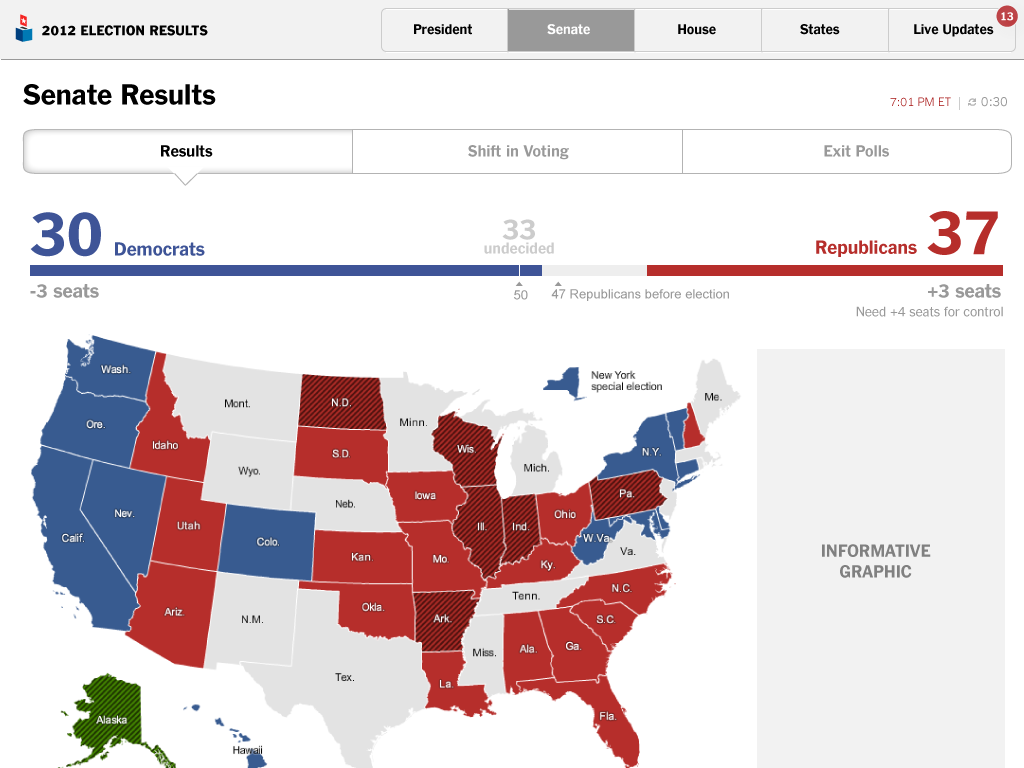 2012 ELECTION RESULTS
President
Senate
House
States
Live Updates
13
Senate Results
7:01 PM ET | 0:30
Results
Shift in Voting
Exit Polls
30 Democrats
33
undecided
Republicans 37
-3 seats
50
47 Republicans before election
+3 seats
Need +4 seats for control
Wash.
Ore.
Idaho
Mont.
N.D.
Minn.
New York
special election
Me.
S.D.
Wis.
Mich.
N.Y.
Wyo.
Neb.
Iowa
Pa.
Calif.
Nev.
Utah
Colo.
Kan.
Mo.
Ill.
Ind.
Ohio
W.Va.
Va.
Ky.
Ariz.
N.M.
Okla.
Ark.
Tenn.
N.C.
S.C.
Tex.
La.
Miss.
Ala.
Ga.
Fla.
Alaska
Hawaii
INFORMATIVE
GRAPHIC